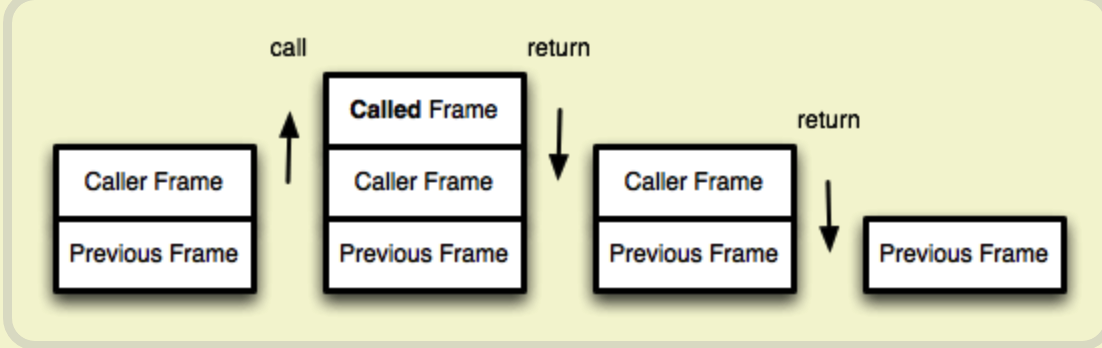 call
return
Called Frame
return
Caller Frame
Caller Frame
Caller Frame
Previous Frame
Previous Frame
Previous Frame
Previous Frame